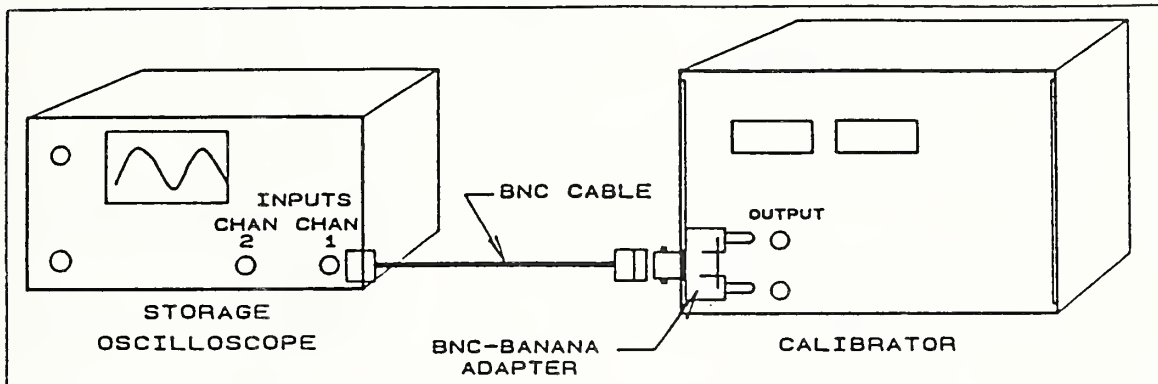 INPUTS
CHAN CHAN
2 1
BNC CABLE
OUTPUT
STORAGE
OSCILLOSCOPE
BNC-BANANA
ADAPTER
CALIBRATOR